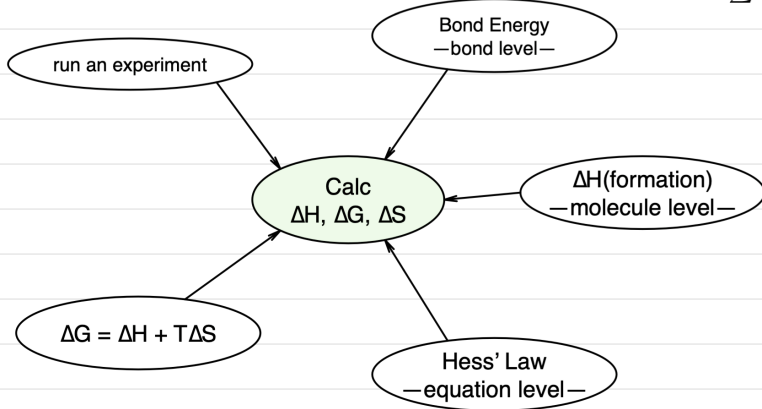 Bond Energy
—bond level—
run an experiment
Calc
ΔH, ΔG, ΔS
ΔH(formation)
—molecule level—
ΔG = ΔH + TΔS
Hess’ Law
—equation level—